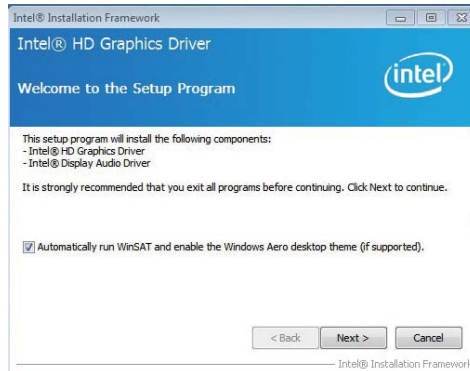 Intel® Installation Framework
Intel® HD Graphics Driver
Welcome to the Setup Program
intel
This setup program will install the following components:
- Intel® HD Graphics Driver
- Intel® Display Audio Driver
It is strongly recommended that you exit all programs before continuing. Click Next to continue.
Automatically run WinSAT and enable the Windows Aero desktop theme (if supported).
< Back Next > Cancel
Intel® Installation Framework